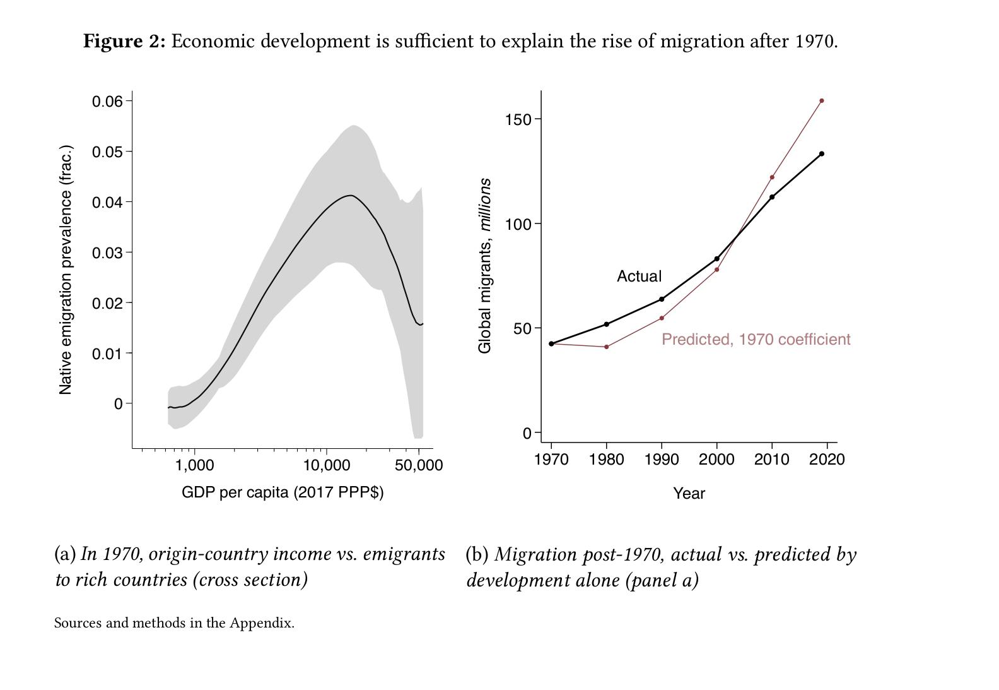 Figure 2: Economic development is sufficient to explain the rise of migration after 1970.
Native emigration prevalence (frac.)
0.06
0.05
0.04
0.03
0.02
0.01
0
1,000 10,000 50,000
GDP per capita (2017 PPP$)
Global migrants, millions
150
100
50
0
Actual
Predicted, 1970 coefficient
1970 1980 1990 2000 2010 2020
Year
(a) In 1970, origin-country income vs. emigrants
to rich countries (cross section)
(b) Migration post-1970, actual vs. predicted by
development alone (panel a)
Sources and methods in the Appendix.